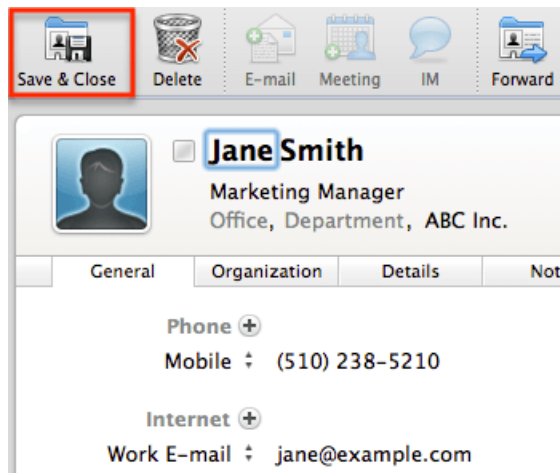 Save & Close Delete E-mail Meeting IM Forward
Jane Smith
Marketing Manager
Office, Department, ABC Inc.
General Organization Details Not
Phone
Mobile (510) 238-5210
Internet
Work E-mail jane@example.com